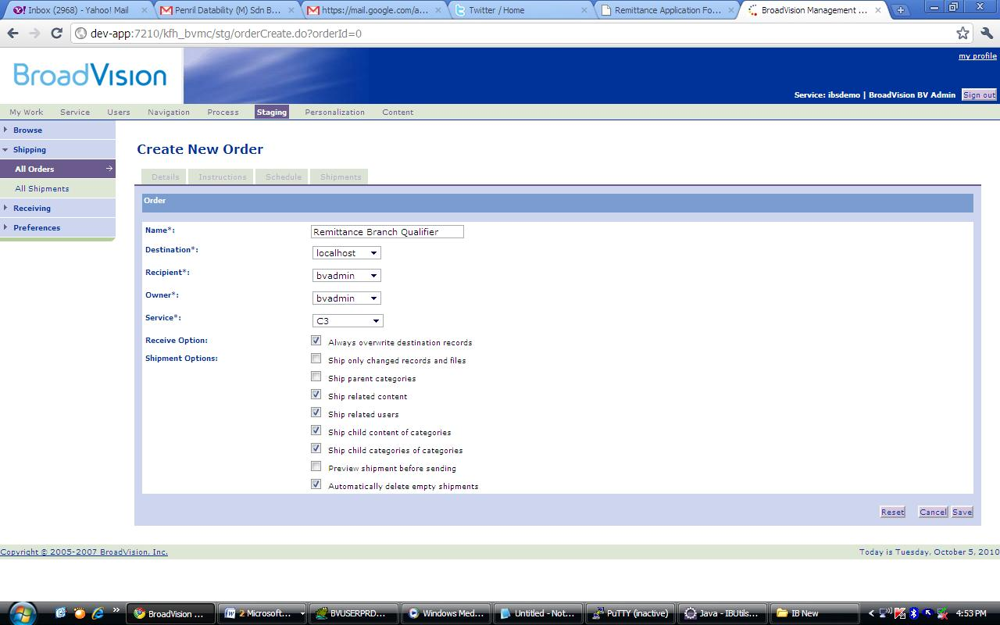 Inbox (2968) - Yahoo! Mail
Penril Datability (M) Sdn B...
https://mail.google.com/a...
Twitter / Home
Remittance Application Fo...
BroadVision Management ...
dev-app:7210/kfh_bvmc/stg/orderCreate.do?orderId=0
my profile
BroadVision
Service: ibsdemo | BroadVision BV Admin Sign out
My Work Service Users Navigation Process Staging Personalization Content
Browse
Shipping
All Orders
All Shipments
Receiving
Preferences
Create New Order
Details Instructions Schedule Shipments
Order
Name*: Remittance Branch Qualifier
Destination*: localhost
Recipient*: bvadmin
Owner*: bvadmin
Service*: C3
Receive Option: Always overwrite destination records
Shipment Options: Ship only changed records and files
Ship parent categories
Ship related content
Ship related users
Ship child content of categories
Ship child categories of categories
Preview shipment before sending
Automatically delete empty shipments
Reset Cancel Save
Copyright © 2005-2007 BroadVision, Inc. Today is Tuesday, October 5, 2010
BroadVision ... 2 Microsoft... BVUSERPRD... Windows Med... Untitled - Not... PuTTY (inactive) Java - IBUtils... IB New 4:53 PM